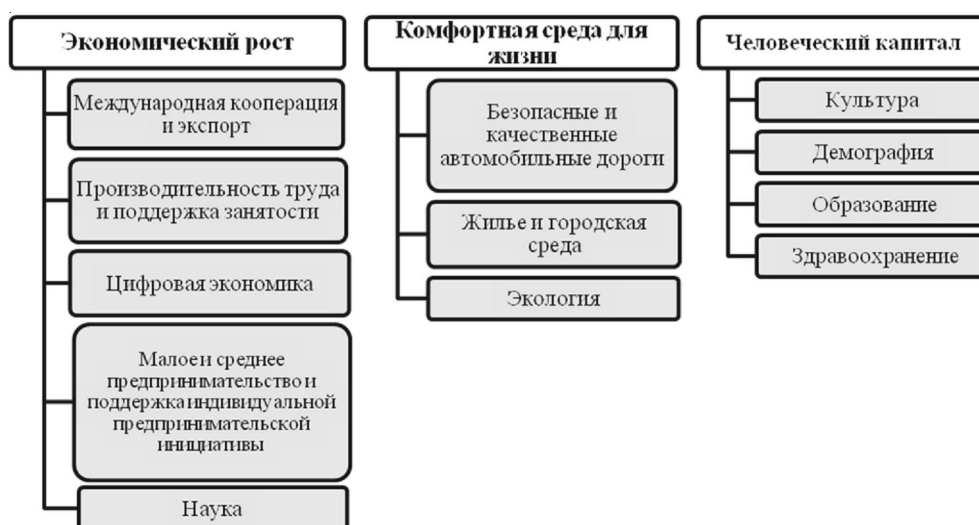 Экономический рост
Международная кооперация
и экспорт
Производительность труда
и поддержка занятости
Цифровая экономика
Малое и среднее
предпринимательство и
поддержка индивидуальной
предпринимательской
инициативы
Наука
Комфортная среда для
жизни
Безопасные и
качественные
автомобильные дороги
Жилье и городская
среда
Экология
Человеческий капитал
Культура
Демография
Образование
Здравоохранение